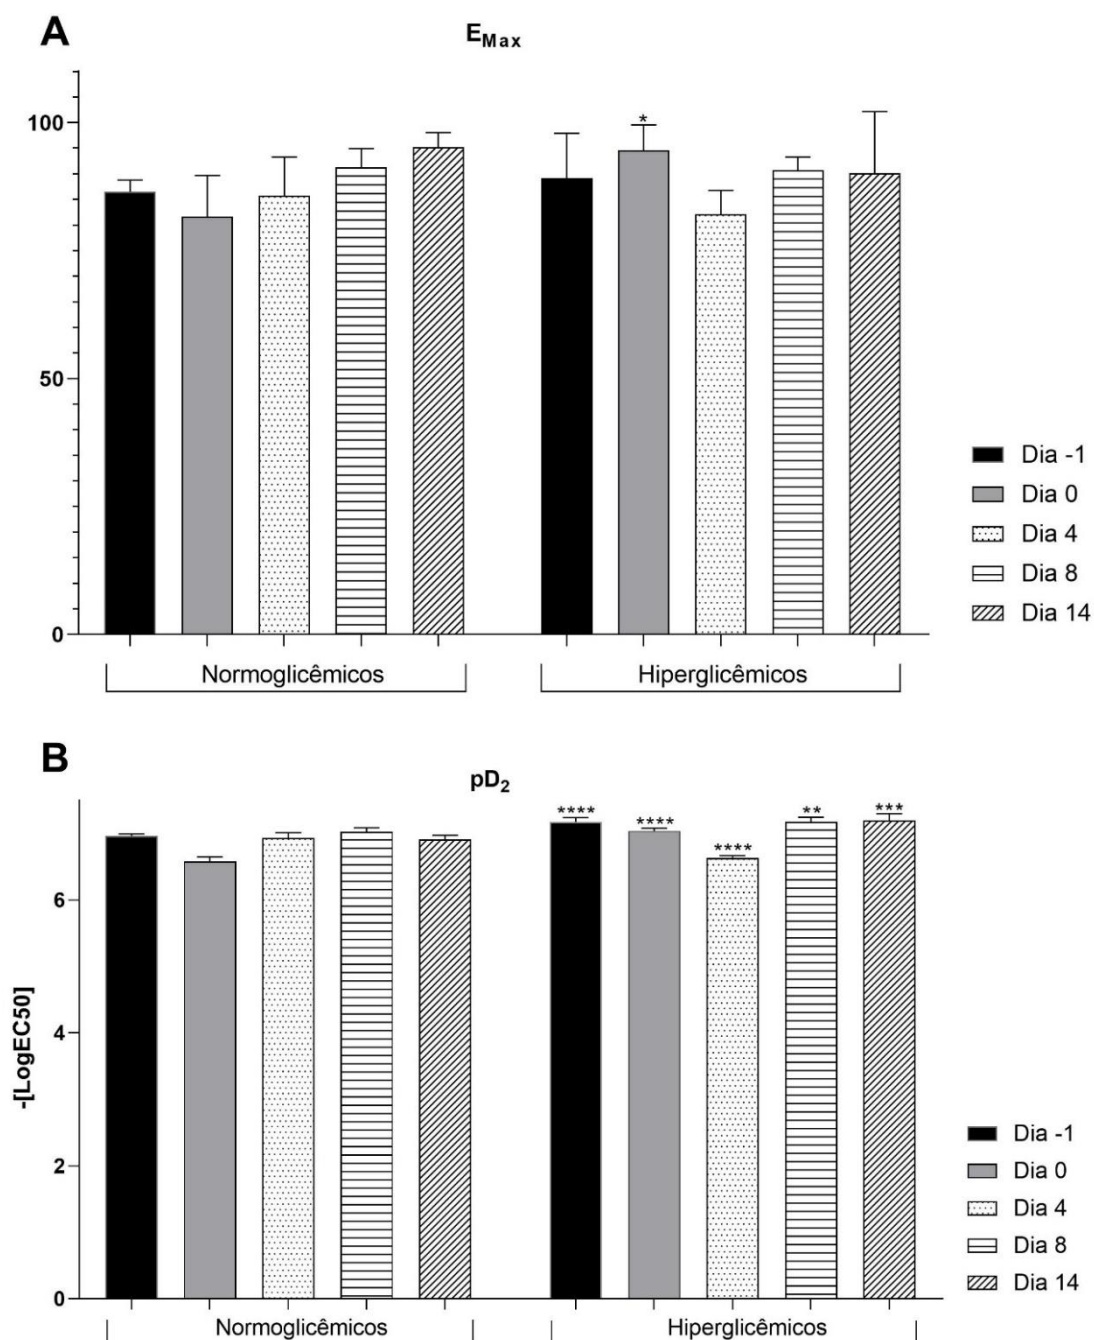 A
E_Max
100
*
50
0
Dia -1
Dia 0
Dia 4
Dia 8
Dia 14
Normoglicêmicos
Hiperglicêmicos
B
pD₂
**** **** **** ** ***
-[LogEC50]
6
4
2
0
Dia -1
Dia 0
Dia 4
Dia 8
Dia 14
Normoglicêmicos
Hiperglicêmicos